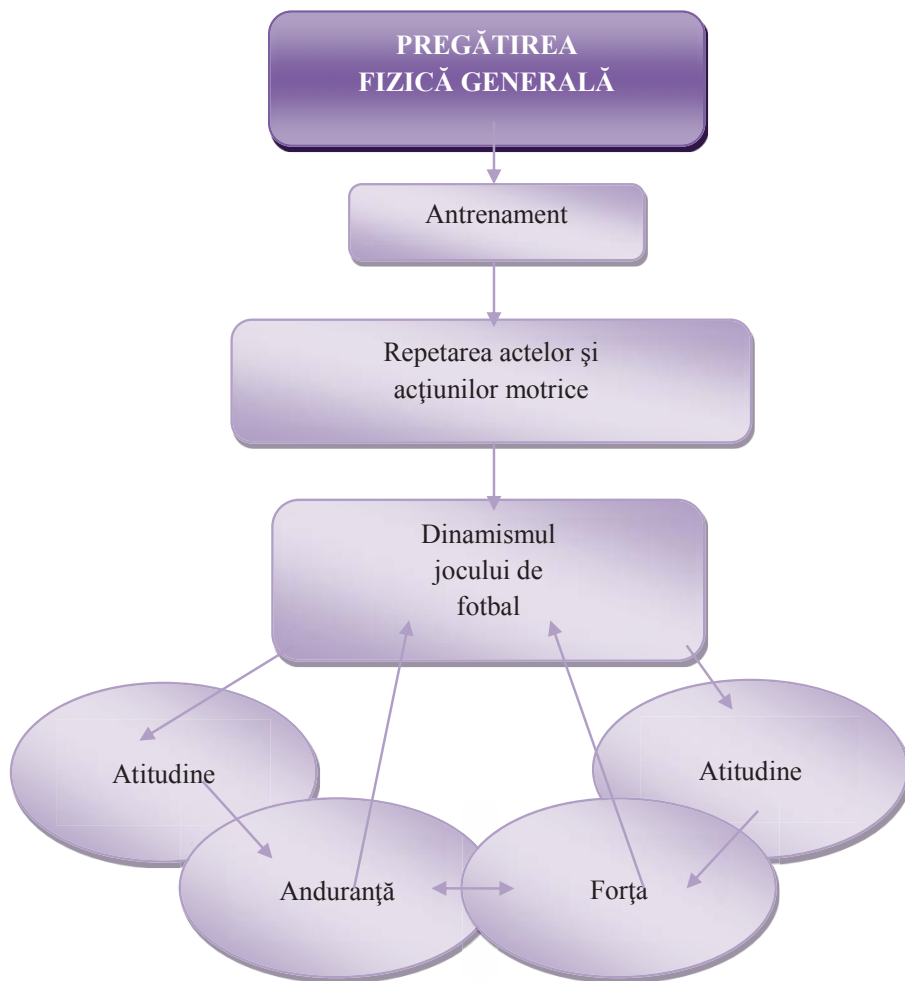 PREGĂTIREA
FIZICĂ GENERALĂ
Antrenament
Repetarea actelor şi
acţiunilor motrice
Dinamismul
jocului de
fotbal
Atitudine
Atitudine
Anduranţă
Forţa